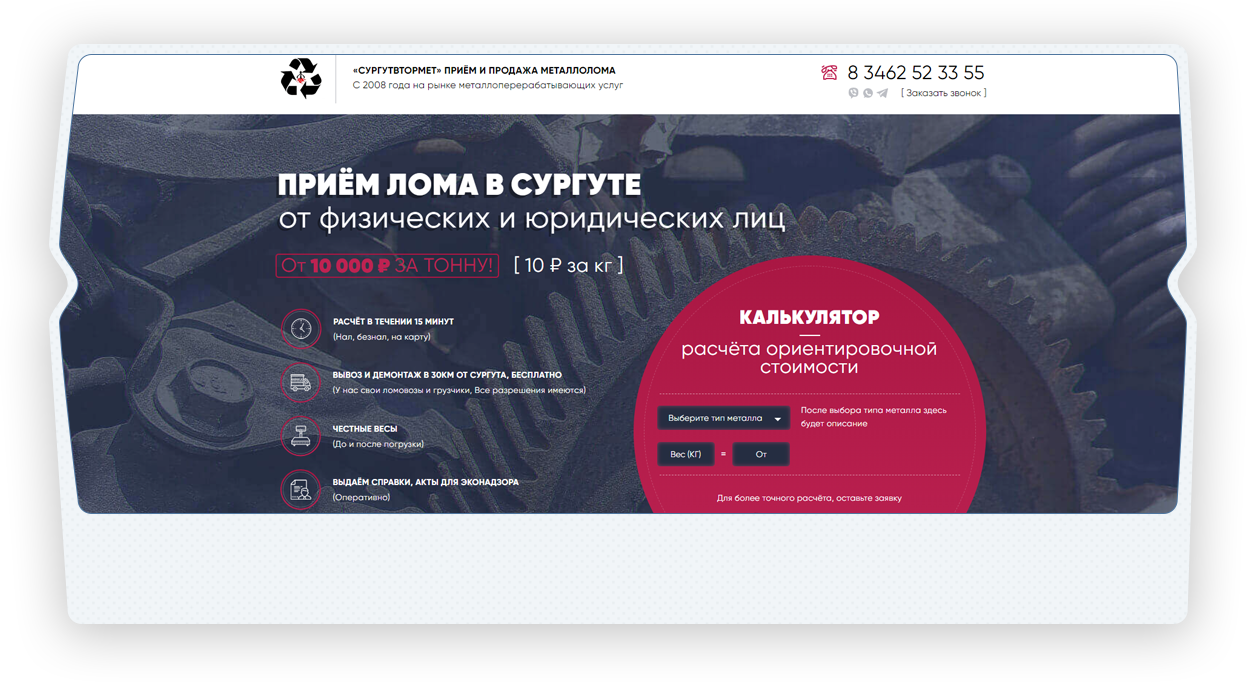 «СУРГУТВТОРМЕТ» ПРИЁМ И ПРОДАЖА МЕТАЛЛОЛОМА
С 2008 года на рынке металлоперерабатывающих услуг
8 3462 52 33 55
[ Заказать звонок ]
ПРИЁМ ЛОМА В СУРГУТЕ
от физических и юридических лиц
От 10 000 ₽ ЗА ТОННУ! [ 10 ₽ за кг ]
РАСЧЁТ В ТЕЧЕНИИ 15 МИНУТ
(Нал, безнал, на карту)
ВЫВОЗ И ДЕМОНТАЖ В 30КМ ОТ СУРГУТА, БЕСПЛАТНО
(У нас свои ломовозы и грузчики, Все разрешения имеются)
ЧЕСТНЫЕ ВЕСЫ
(До и после погрузки)
ВЫДАЁМ СПРАВКИ, АКТЫ ДЛЯ ЭКОНАДЗОРА
(Оперативно)
КАЛЬКУЛЯТОР
расчёта ориентировочной
стоимости
Выберите тип металла
После выбора типа металла здесь
будет описание
Вес (КГ) = От
Для более точного расчёта, оставьте заявку